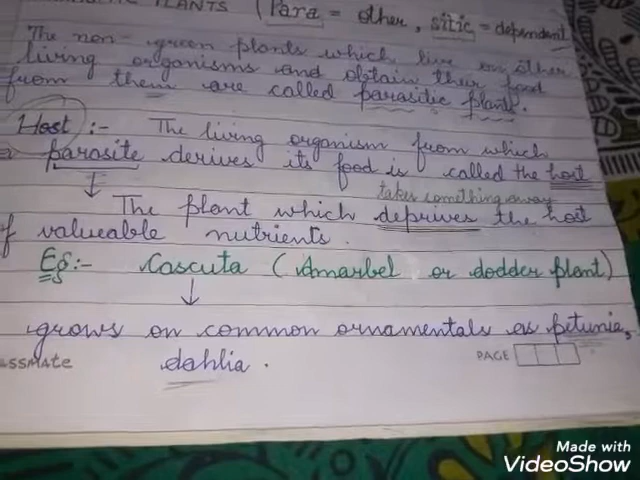 PLANTS (Para = other, sitic = dependent
The non-green plants which live on other
living organisms and obtain their food
from them are called parasitic plant.
Host :- The living organism from which
a parasite derives its food is called the host
takes something away
The plant which deprives the host
of valueable nutrients.
Eg:- Cascuta (Amarbel or dodder plant)
grows on common ornamentals as petunia,
dahlia.
ASSMATE PAGE
Made with
VideoShow